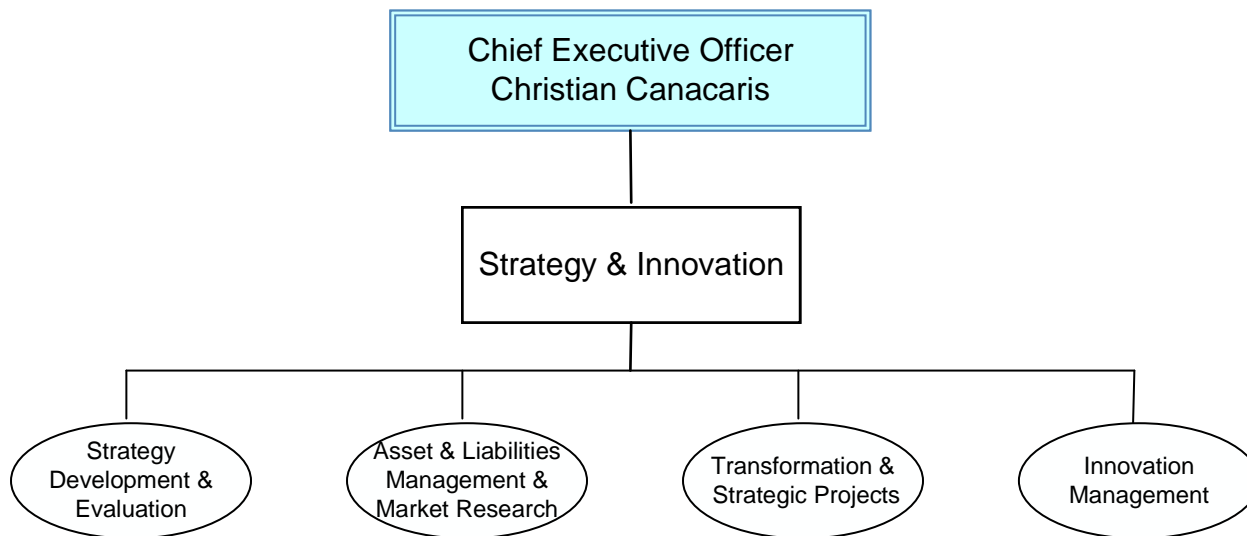 Chief Executive Officer
Christian Canacaris
Strategy & Innovation
Strategy
Development &
Evaluation
Asset & Liabilities
Management &
Market Research
Transformation &
Strategic Projects
Innovation
Management